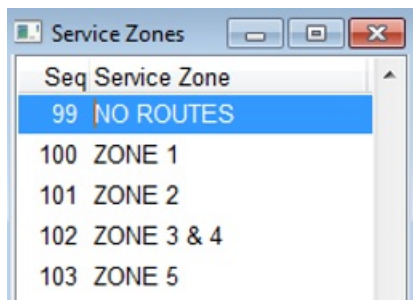 Service Zones
Seq Service Zone
99 NO ROUTES
100 ZONE 1
101 ZONE 2
102 ZONE 3 & 4
103 ZONE 5